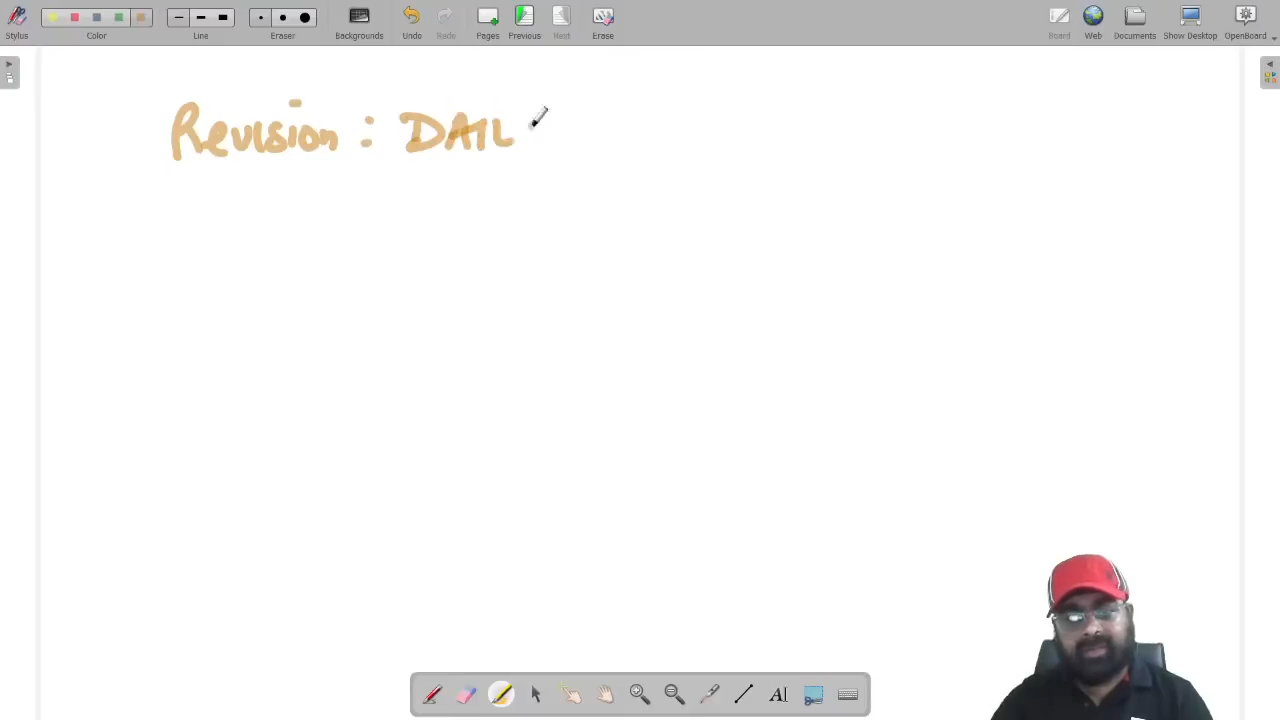 Stylus
Color
Line
Eraser
Backgrounds
Undo
Redo
Pages
Previous
Next
Erase
Board
Web
Documents
Show Desktop
OpenBoard
Revision : DAIL
AI